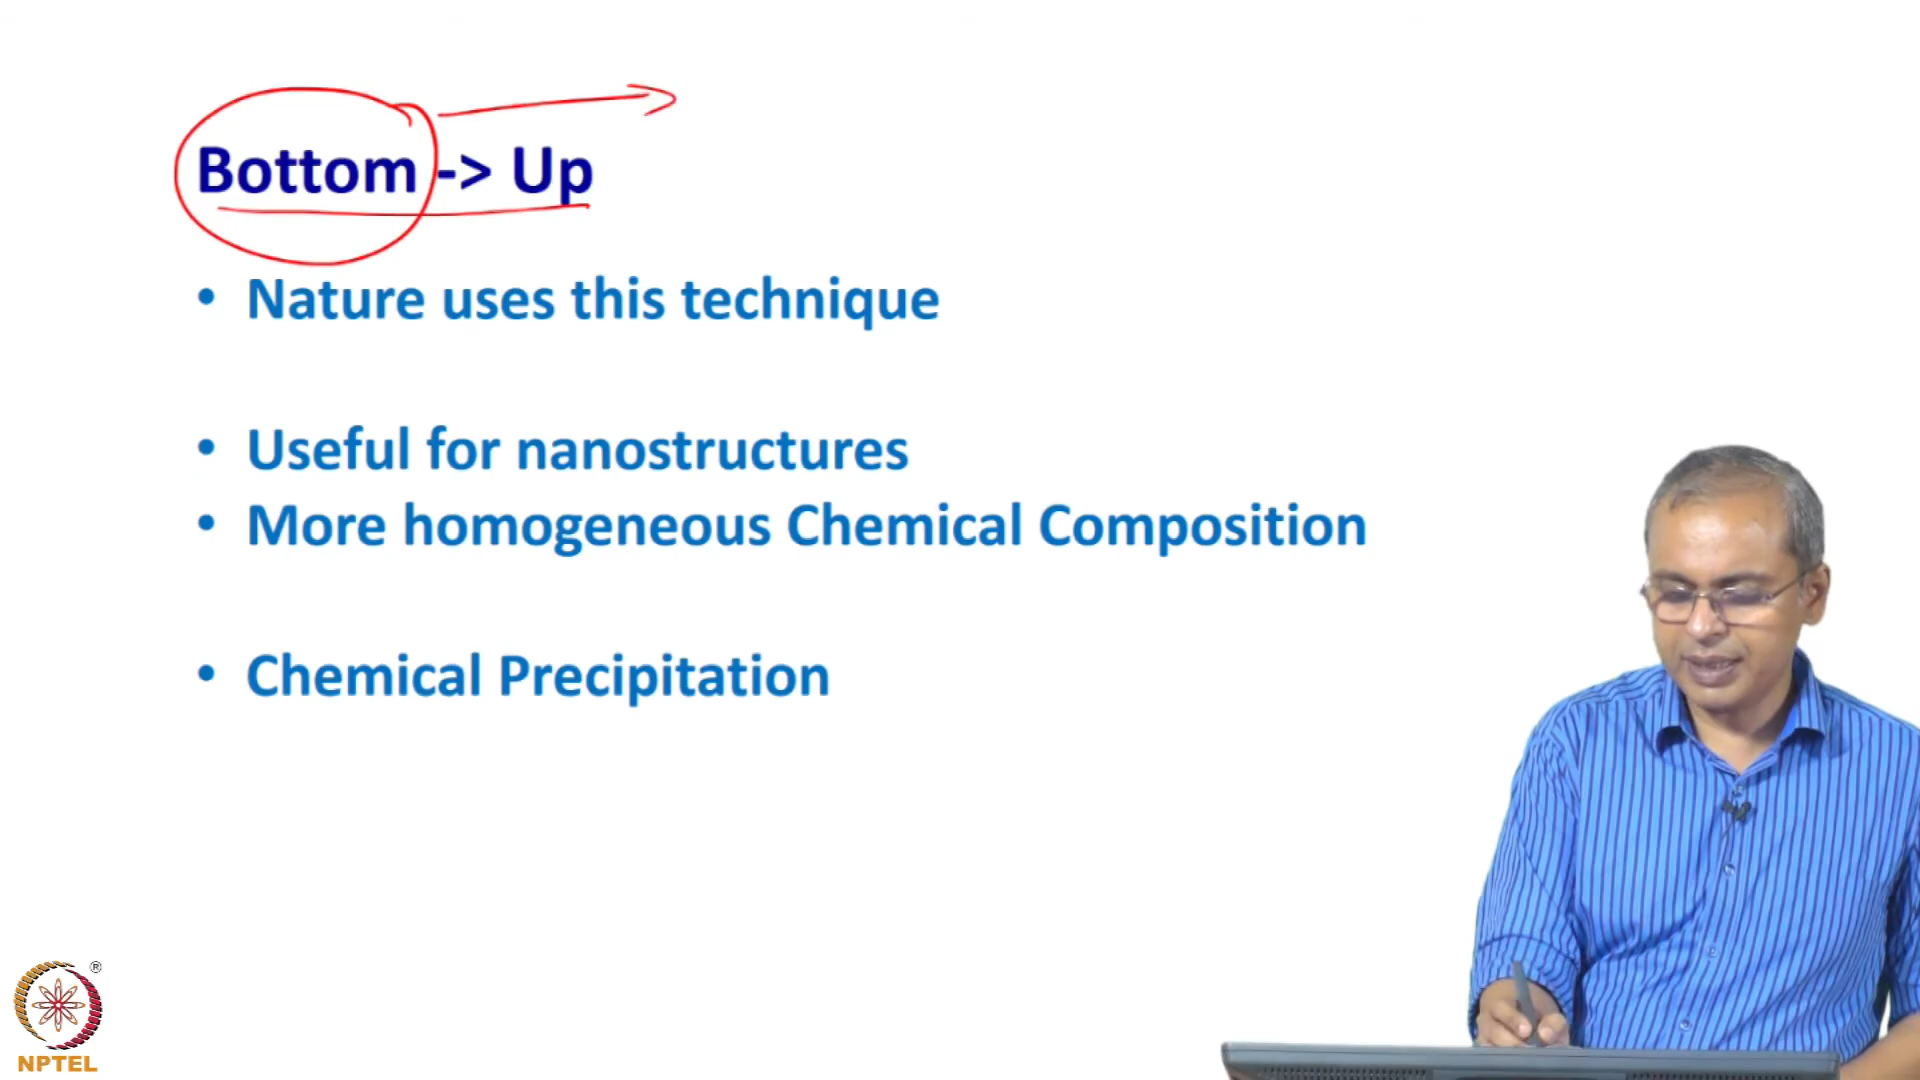 Bottom -> Up
• Nature uses this technique
• Useful for nanostructures
• More homogeneous Chemical Composition
• Chemical Precipitation
®
NPTEL